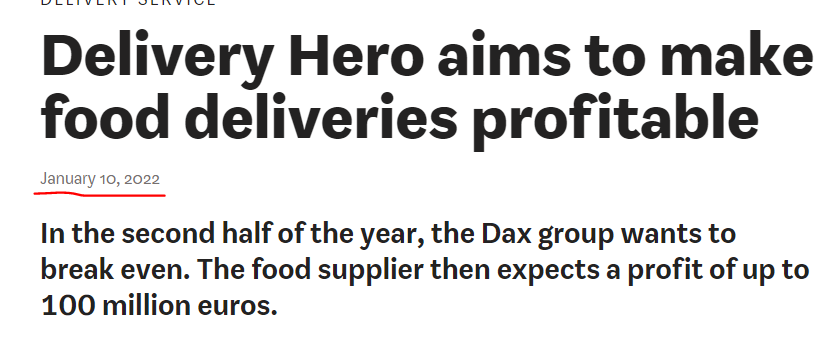 DELIVERY SERVICE
Delivery Hero aims to make
food deliveries profitable
January 10, 2022
In the second half of the year, the Dax group wants to
break even. The food supplier then expects a profit of up to
100 million euros.